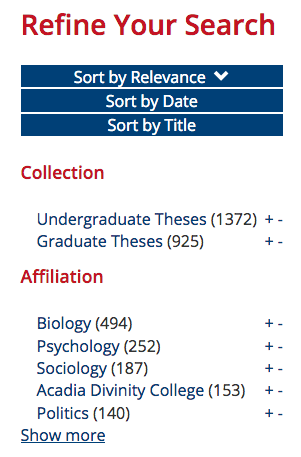 Refine Your Search
Sort by Relevance
Sort by Date
Sort by Title
Collection
Undergraduate Theses (1372) + -
Graduate Theses (925) + -
Affiliation
Biology (494) + -
Psychology (252) + -
Sociology (187) + -
Acadia Divinity College (153) + -
Politics (140) + -
Show more